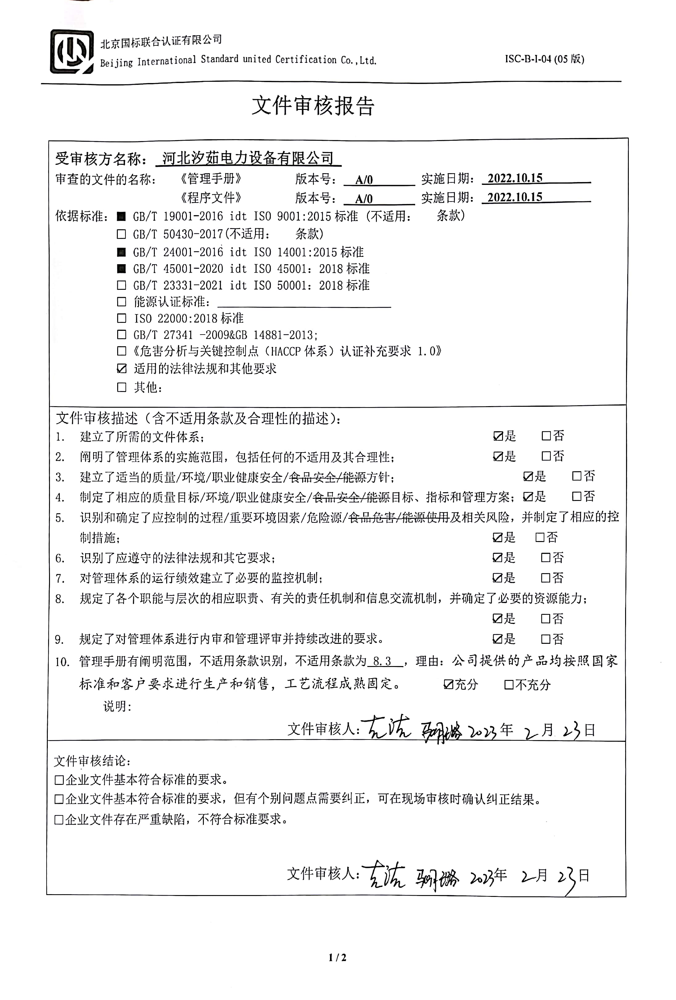 北京国标联合认证有限公司
Beijing International Standard united Certification Co.,Ltd.
ISC-B-I-04 (05 版)
文件审核报告
受审核方名称： 河北汐茹电力设备有限公司
审查的文件的名称： 《管理手册》 版本号： A/0 实施日期： 2022.10.15
《程序文件》 版本号： A/0 实施日期： 2022.10.15
依据标准：■ GB/T 19001-2016 idt ISO 9001:2015 标准 (不适用： 条款)
□ GB/T 50430-2017(不适用： 条款)
■ GB/T 24001-2016 idt ISO 14001:2015 标准
■ GB/T 45001-2020 idt ISO 45001：2018 标准
□ GB/T 23331-2021 idt ISO 50001：2018 标准
□ 能源认证标准：
□ ISO 22000:2018 标准
□ GB/T 27341 -2009&GB 14881-2013;
□《危害分析与关键控制点（HACCP 体系）认证补充要求 1.0》
☑ 适用的法律法规和其他要求
□ 其他：
文件审核描述（含不适用条款及合理性的描述）：
1. 建立了所需的文件体系； ☑是 □否
2. 阐明了管理体系的实施范围，包括任何的不适用及其合理性； ☑是 □否
3. 建立了适当的质量/环境/职业健康安全/食品安全/能源方针； ☑是 □否
4. 制定了相应的质量目标/环境/职业健康安全/食品安全/能源目标、指标和管理方案；☑是 □否
5. 识别和确定了应控制的过程/重要环境因素/危险源/食品危害/能源使用及相关风险，并制定了相应的控
制措施； ☑是 □否
6. 识别了应遵守的法律法规和其它要求； ☑是 □否
7. 对管理体系的运行绩效建立了必要的监控机制； ☑是 □否
8. 规定了各个职能与层次的相应职责、有关的责任机制和信息交流机制，并确定了必要的资源能力；
☑是 □否
9. 规定了对管理体系进行内审和管理评审并持续改进的要求。 ☑是 □否
10. 管理手册有阐明范围，不适用条款识别，不适用条款为 8.3 ，理由：公司提供的产品均按照国家
标准和客户要求进行生产和销售，工艺流程成熟固定。 ☑充分 □不充分
说明：
文件审核人： 2023年 2月 23日
文件审核结论：
□企业文件基本符合标准的要求。
□企业文件基本符合标准的要求，但有个别问题点需要纠正，可在现场审核时确认纠正结果。
□企业文件存在严重缺陷，不符合标准要求。
文件审核人： 2023年 2月 23日
1 / 2